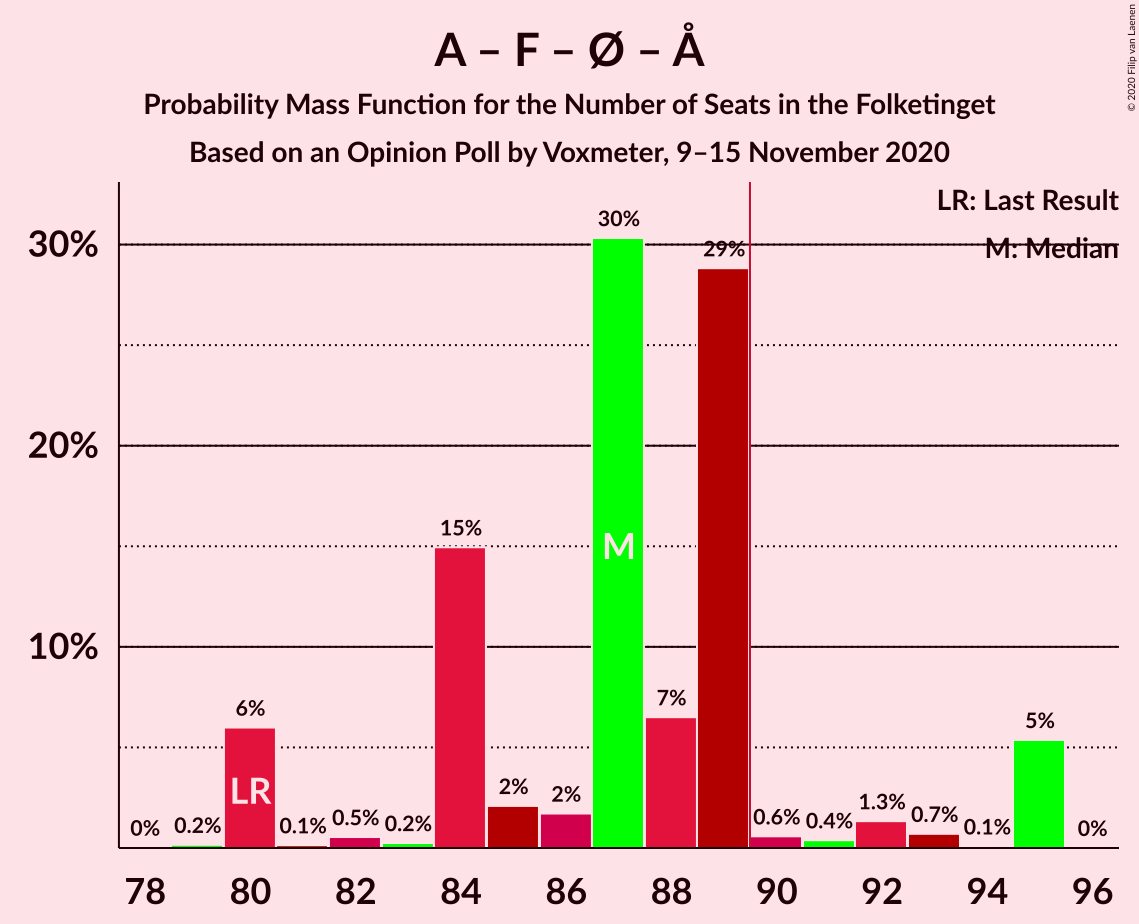 A – F – Ø – Å
Probability Mass Function for the Number of Seats in the Folketinget
Based on an Opinion Poll by Voxmeter, 9–15 November 2020
© 2020 Filip van Laenen
LR: Last Result
M: Median
30%
20%
10%
0%
0.2%
6%
0.1%
0.5%
0.2%
15%
2%
2%
30%
7%
29%
0.6%
0.4%
1.3%
0.7%
0.1%
5%
0%
LR
M
78 80 82 84 86 88 90 92 94 96